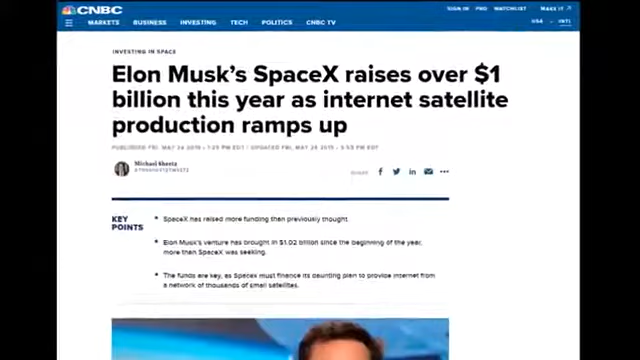 CNBC
SIGN IN PRO WATCHLIST MAKE IT
MARKETS BUSINESS INVESTING TECH POLITICS CNBC TV
USA INTL
INVESTING IN SPACE
Elon Musk's SpaceX raises over $1
billion this year as internet satellite
production ramps up
PUBLISHED FRI, MAY 24 2019 • 1:25 PM EDT UPDATED FRI, MAY 24 2019 •
Michael Sheetz
SHARE
KEY
POINTS
• SpaceX has raised more funding than previously thought.
• Elon Musk's venture has brought in $1.02 billion since the beginning of the year,
more than SpaceX was seeking.
• The funds are key, as SpaceX must finance its daunting plan to provide internet from
a network of thousands of small satellites.